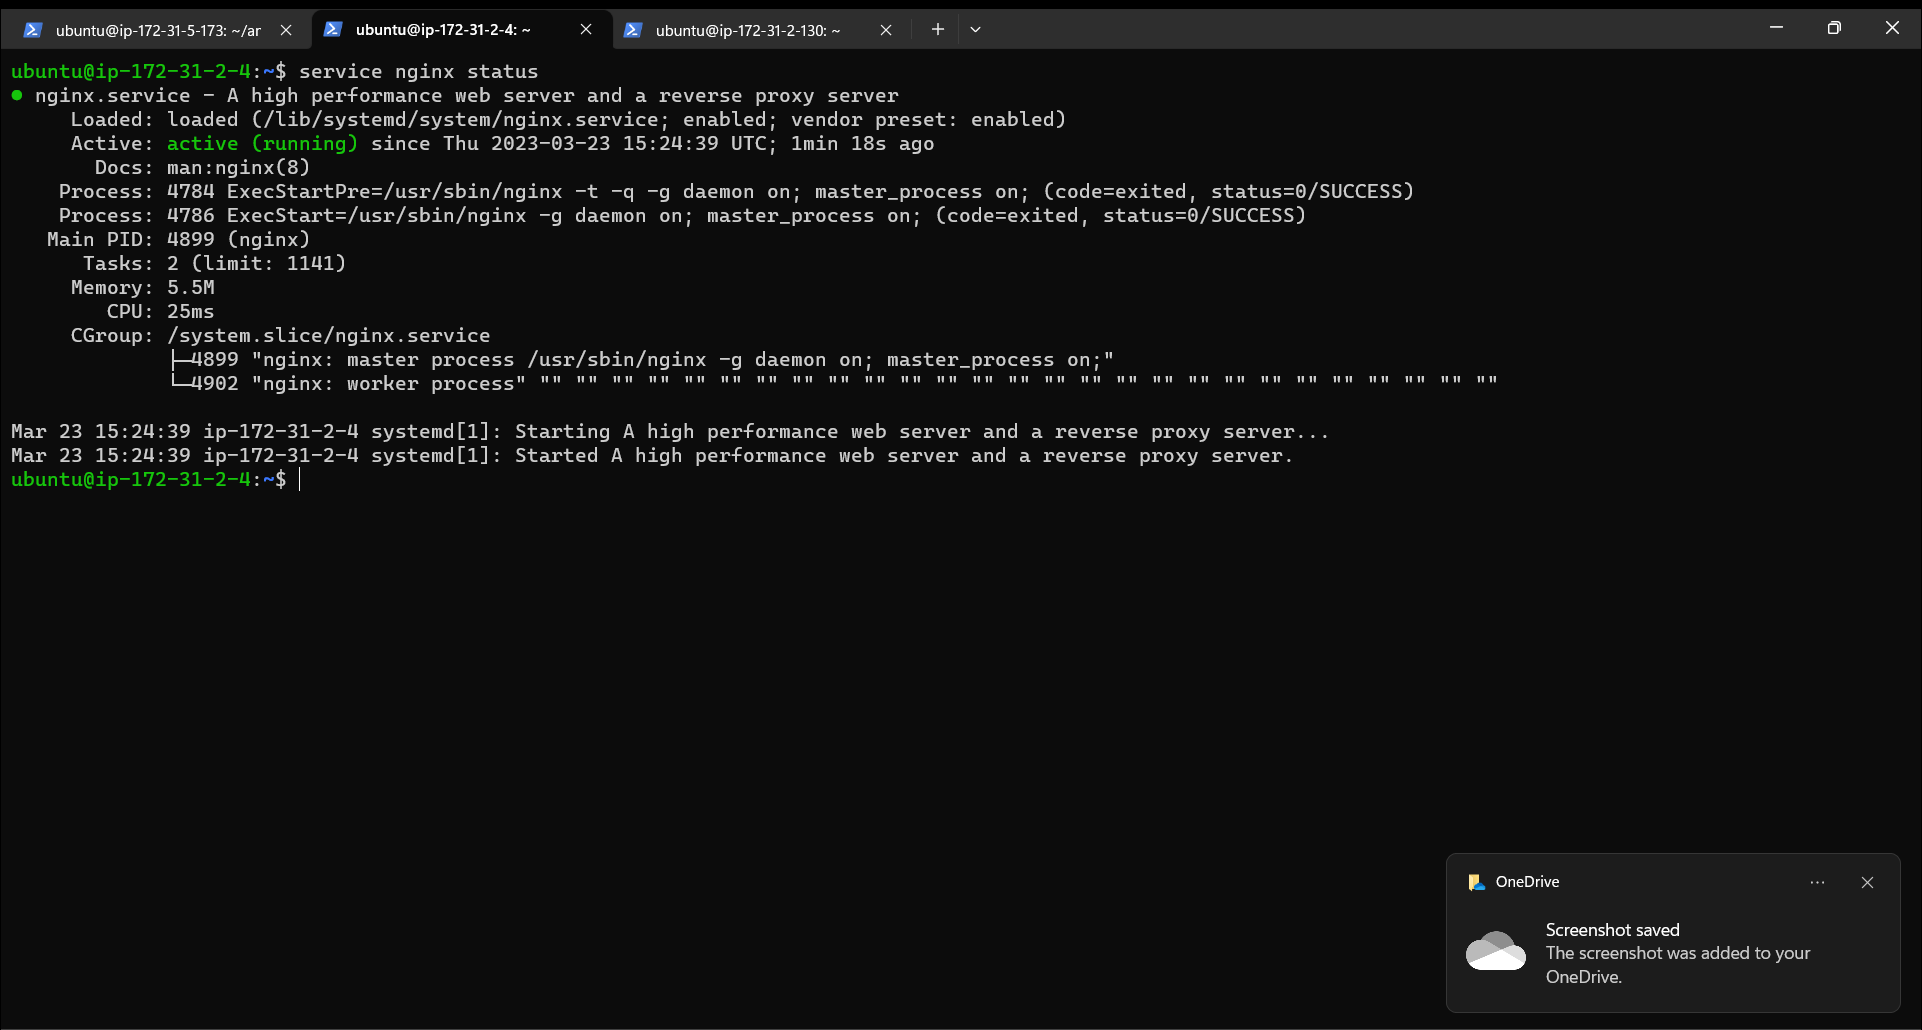 ubuntu@ip-172-31-5-173: ~/ar
ubuntu@ip-172-31-2-4: ~
ubuntu@ip-172-31-2-130: ~
ubuntu@ip-172-31-2-4:~$ service nginx status
● nginx.service - A high performance web server and a reverse proxy server
Loaded: loaded (/lib/systemd/system/nginx.service; enabled; vendor preset: enabled)
Active: active (running) since Thu 2023-03-23 15:24:39 UTC; 1min 18s ago
Docs: man:nginx(8)
Process: 4784 ExecStartPre=/usr/sbin/nginx -t -q -g daemon on; master_process on; (code=exited, status=0/SUCCESS)
Process: 4786 ExecStart=/usr/sbin/nginx -g daemon on; master_process on; (code=exited, status=0/SUCCESS)
Main PID: 4899 (nginx)
Tasks: 2 (limit: 1141)
Memory: 5.5M
CPU: 25ms
CGroup: /system.slice/nginx.service
├─4899 "nginx: master process /usr/sbin/nginx -g daemon on; master_process on;"
└─4902 "nginx: worker process" "" "" "" "" "" "" "" "" "" "" "" "" "" "" "" "" "" "" "" "" "" "" "" "" "" "" ""
Mar 23 15:24:39 ip-172-31-2-4 systemd[1]: Starting A high performance web server and a reverse proxy server...
Mar 23 15:24:39 ip-172-31-2-4 systemd[1]: Started A high performance web server and a reverse proxy server.
ubuntu@ip-172-31-2-4:~$
OneDrive
Screenshot saved
The screenshot was added to your
OneDrive.